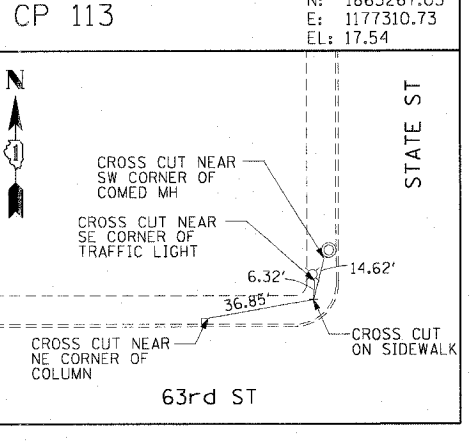 CP 113
E: 1177310.73
EL: 17.54
N
1
STATE ST
CROSS CUT NEAR
SW CORNER OF
COMED MH
CROSS CUT NEAR
SE CORNER OF
TRAFFIC LIGHT
6.32'
14.62'
36.85'
CROSS CUT NEAR
NE CORNER OF
COLUMN
CROSS CUT
ON SIDEWALK
63rd ST